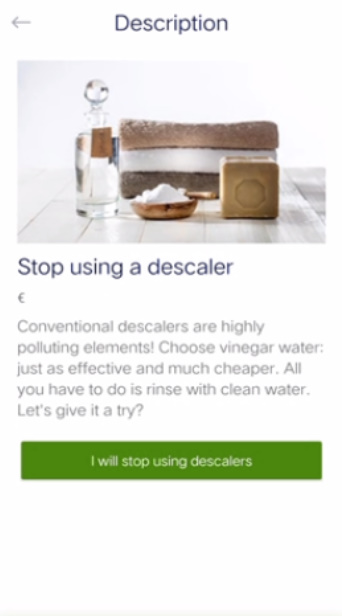 Description
Stop using a descaler
€
Conventional descalers are highly
polluting elements! Choose vinegar water:
just as effective and much cheaper. All
you have to do is rinse with clean water.
Let's give it a try?
I will stop using descalers